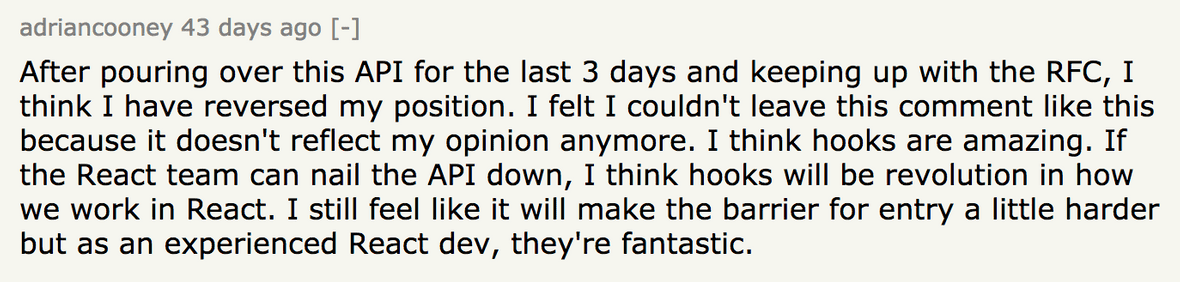 adriancooney 43 days ago [-]
After pouring over this API for the last 3 days and keeping up with the RFC, I
think I have reversed my position. I felt I couldn't leave this comment like this
because it doesn't reflect my opinion anymore. I think hooks are amazing. If
the React team can nail the API down, I think hooks will be revolution in how
we work in React. I still feel like it will make the barrier for entry a little harder
but as an experienced React dev, they're fantastic.